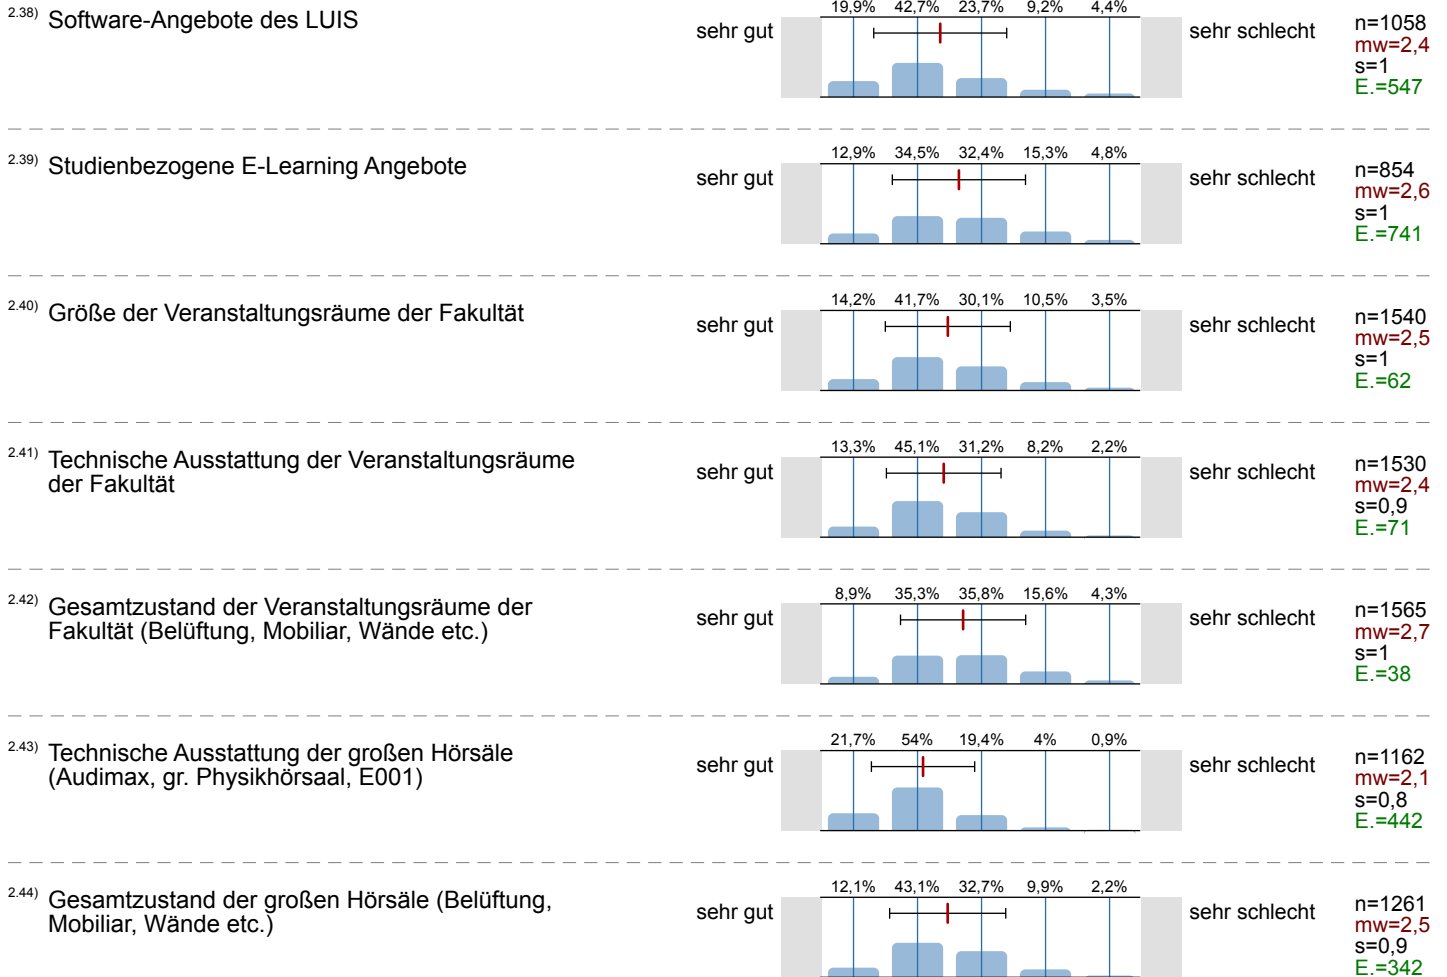 2.38) Software-Angebote des LUIS
19,9% 42,7% 23,7% 9,2% 4,4%
sehr gut sehr schlecht
n=1058
mw=2,4
s=1
E.=547
2.39) Studienbezogene E-Learning Angebote
12,9% 34,5% 32,4% 15,3% 4,8%
sehr gut sehr schlecht
n=854
mw=2,6
s=1
E.=741
2.40) Größe der Veranstaltungsräume der Fakultät
14,2% 41,7% 30,1% 10,5% 3,5%
sehr gut sehr schlecht
n=1540
mw=2,5
s=1
E.=62
2.41) Technische Ausstattung der Veranstaltungsräume
der Fakultät
13,3% 45,1% 31,2% 8,2% 2,2%
sehr gut sehr schlecht
n=1530
mw=2,4
s=0,9
E.=71
2.42) Gesamtzustand der Veranstaltungsräume der
Fakultät (Belüftung, Mobiliar, Wände etc.)
8,9% 35,3% 35,8% 15,6% 4,3%
sehr gut sehr schlecht
n=1565
mw=2,7
s=1
E.=38
2.43) Technische Ausstattung der großen Hörsäle
(Audimax, gr. Physikhörsaal, E001)
21,7% 54% 19,4% 4% 0,9%
sehr gut sehr schlecht
n=1162
mw=2,1
s=0,8
E.=442
2.44) Gesamtzustand der großen Hörsäle (Belüftung,
Mobiliar, Wände etc.)
12,1% 43,1% 32,7% 9,9% 2,2%
sehr gut sehr schlecht
n=1261
mw=2,5
s=0,9
E.=342